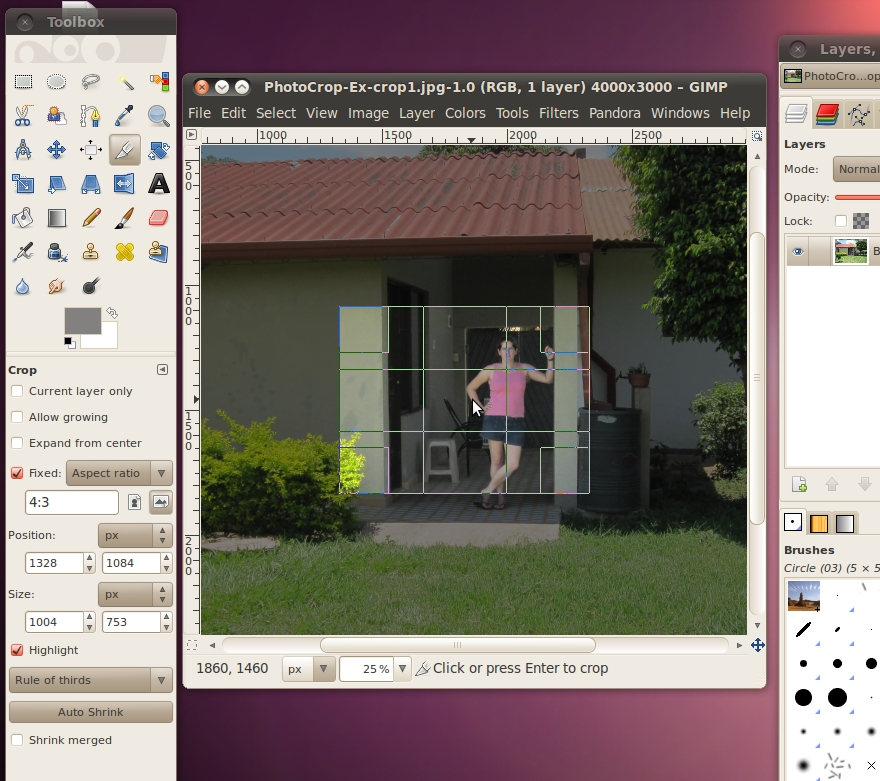 Toolbox
Crop
Current layer only
Allow growing
Expand from center
Fixed: Aspect ratio
4:3
Position: px
1328 1084
Size: px
1004 753
Highlight
Rule of thirds
Auto Shrink
Shrink merged
PhotoCrop-Ex-crop1.jpg-1.0 (RGB, 1 layer) 4000x3000 – GIMP
File Edit Select View Image Layer Colors Tools Filters Pandora Windows Help
1000 1500 2000 2500
500
1000
1500
2000
1860, 1460 px 25% Click or press Enter to crop
Layers,
PhotoCro...op
Layers
Mode: Normal
Opacity:
Lock:
B
Brushes
Circle (03) (5 × 5